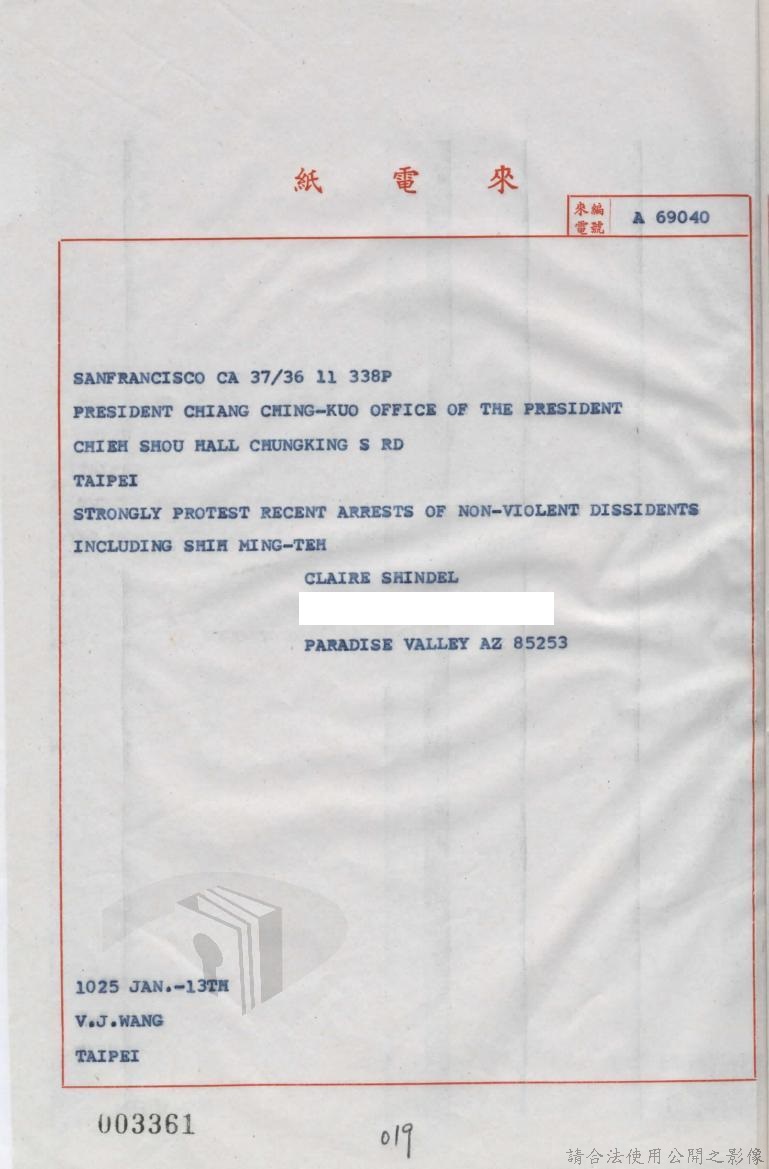 紙電來
來電編號 A 69040
SANFRANCISCO CA 37/36 11 338P
PRESIDENT CHIANG CHING-KUO OFFICE OF THE PRESIDENT
CHIEH SHOU HALL CHUNGKING S RD
TAIPEI
STRONGLY PROTEST RECENT ARRESTS OF NON-VIOLENT DISSIDENTS
INCLUDING SHIH MING-TEH
CLAIRE SHINDEL
PARADISE VALLEY AZ 85253
1025 JAN.-13TH
V.J.WANG
TAIPEI
003361
019
請合法使用公開之影像